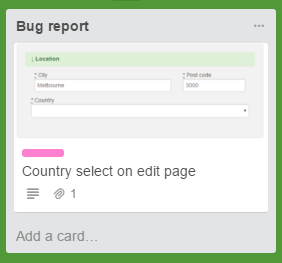 Bug report
↓ Location
* City
* Post code
Melbourne
3000
* Country
Country select on edit page
1
Add a card...